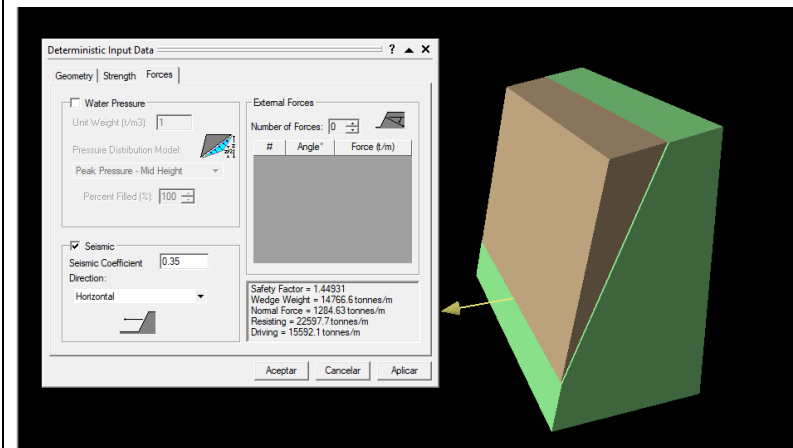 Deterministic Input Data
? ▲ X
Geometry Strength Forces
Water Pressure
Unit Weight (t/m3): 1
Pressure Distribution Model:
Peak Pressure - Mid Height
Percent Filled (%): 100
Seismic
Seismic Coefficient 0.35
Direction:
Horizontal
External Forces
Number of Forces: 0
# Angle° Force (t/m)
Safety Factor = 1.44931
Wedge Weight = 14766.6 tonnes/m
Normal Force = 1284.63 tonnes/m
Resisting = 22597.7 tonnes/m
Driving = 15592.1 tonnes/m
Aceptar Cancelar Aplicar